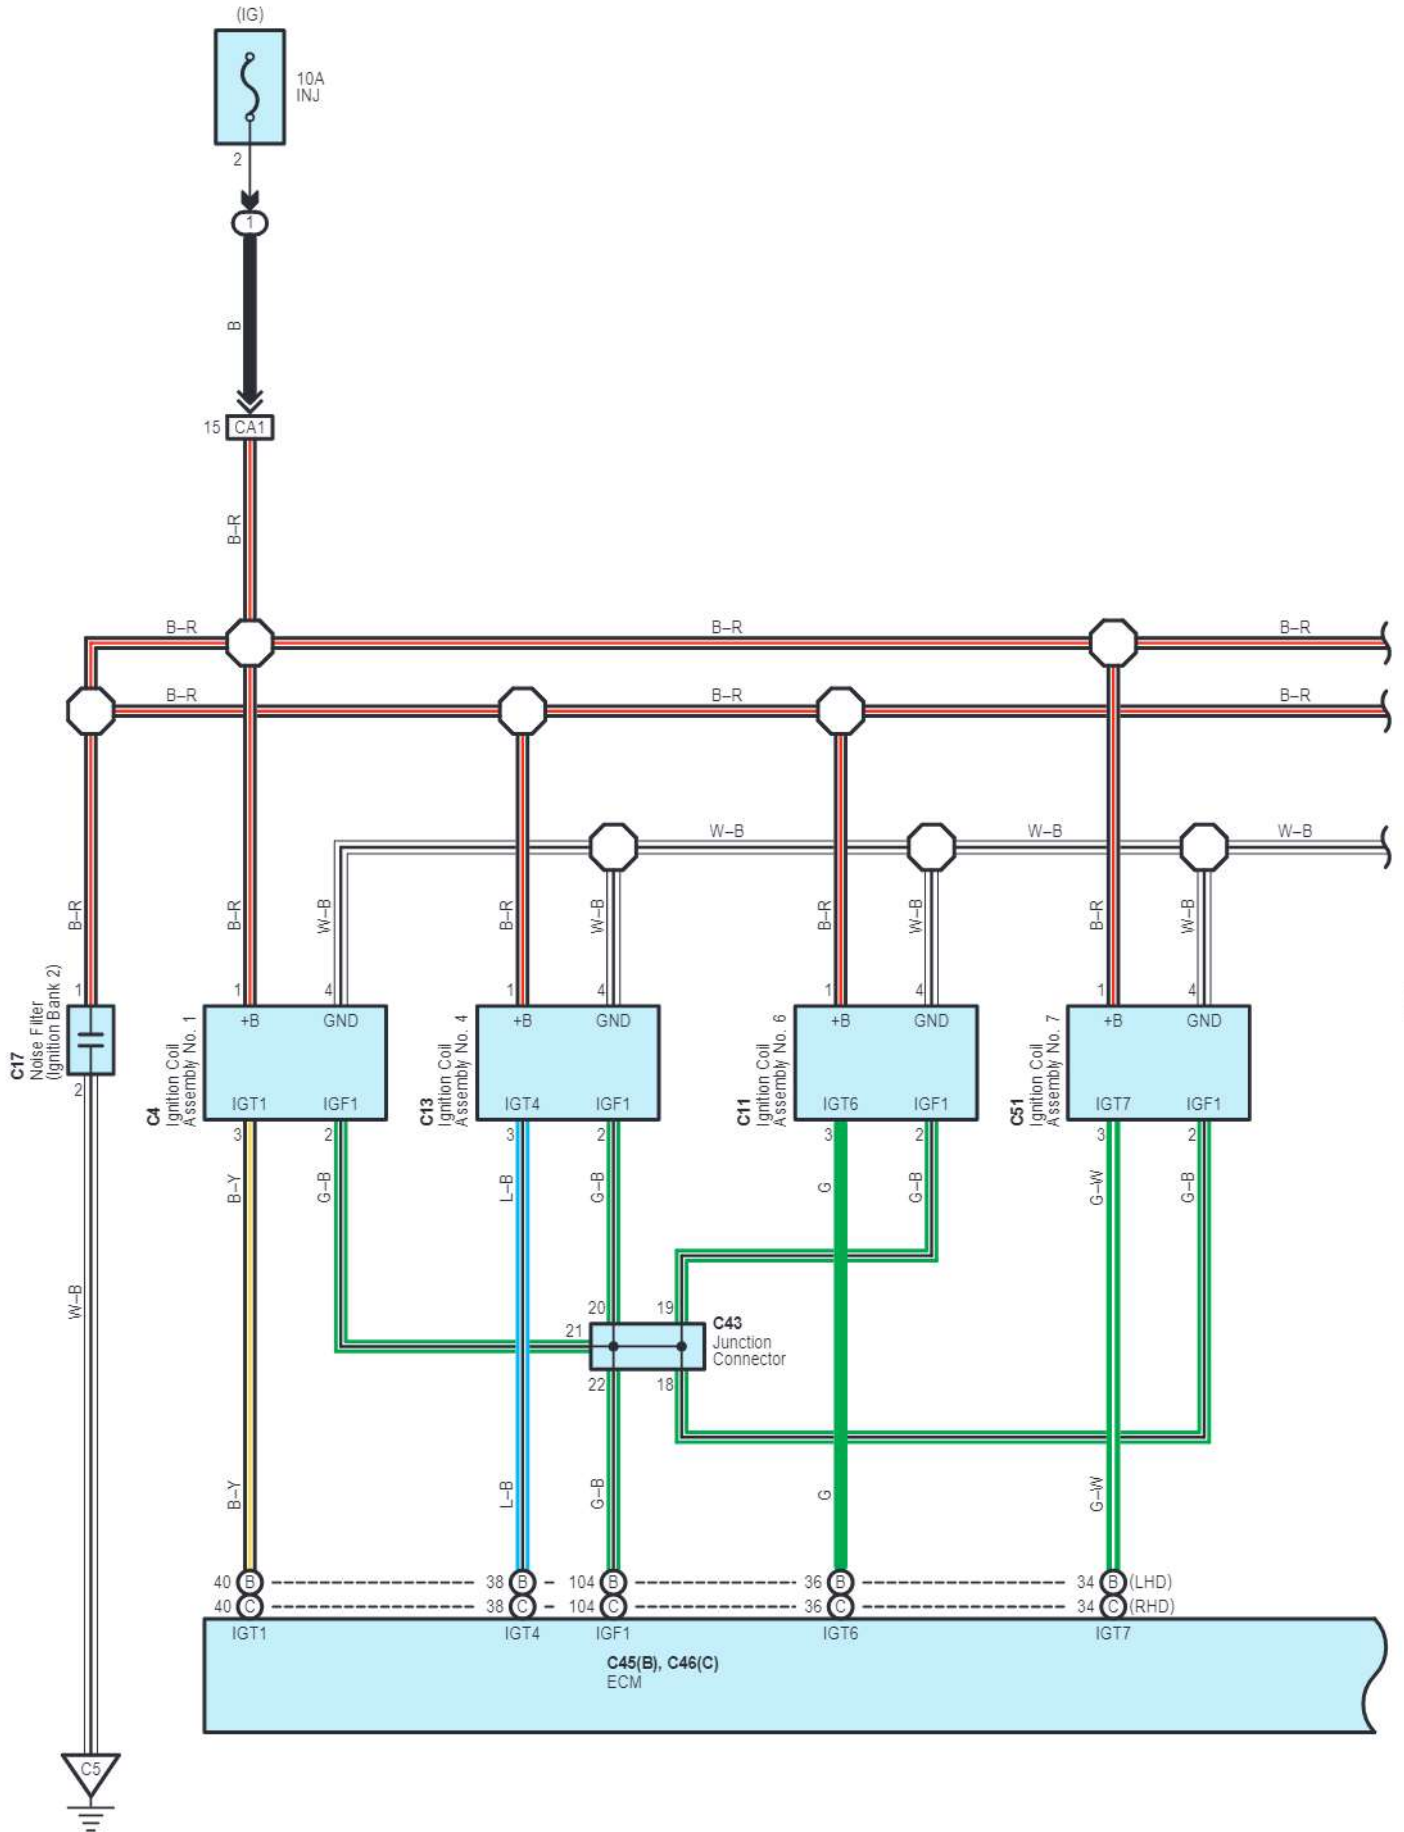 (IG)
10A
INJ
2
1
B
15 CA1
B–R
B–R B–R B–R
B–R B–R B–R
W–B W–B W–B
B–R B–R W–B B–R W–B B–R W–B B–R W–B
1 1 4 1 4 1 4 1 4
C17
Noise Filter
(Ignition Bank 2)
C4
Ignition Coil
Assembly No. 1
+B GND
IGT1 IGF1
C13
Ignition Coil
Assembly No. 4
+B GND
IGT4 IGF1
C11
Ignition Coil
Assembly No. 6
+B GND
IGT6 IGF1
C51
Ignition Coil
Assembly No. 7
+B GND
IGT7 IGF1
2 3 2 3 2 3 2 3 2
B–Y G–B L–B G–B G G–B G–W G–B
W–B
20 19
21
C43
Junction
Connector
22 18
B–Y L–B G–B G G–W
40 B 38 B 104 B 36 B 34 B (LHD)
40 C 38 C 104 C 36 C 34 C (RHD)
IGT1 IGT4 IGF1 IGT6 IGT7
C45(B), C46(C)
ECM
C5